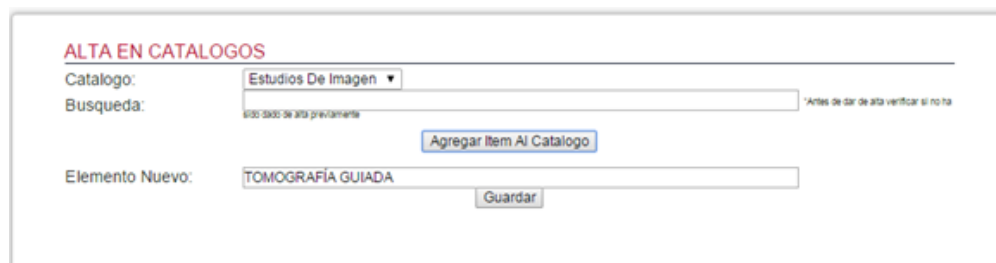 ALTA EN CATALOGOS
Catalogo: Estudios De Imagen
Busqueda: *Antes de dar de alta verificar si no ha
sido dado de alta previamente
Agregar Item Al Catalogo
Elemento Nuevo: TOMOGRAFÍA GUIADA
Guardar